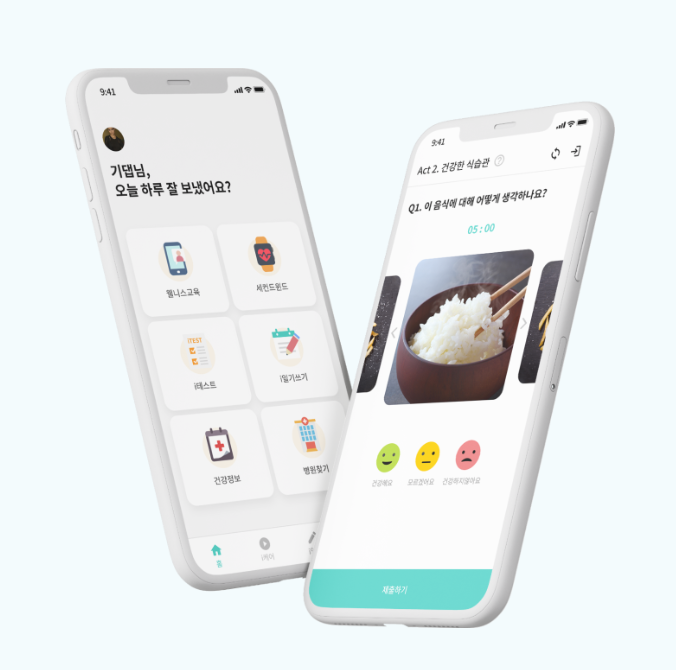 9:41
기댑님,
오늘 하루 잘 보냈어요?
웰니스교육
세컨드윈드
iTEST
i테스트
i일기쓰기
건강정보
병원찾기
홈
i케어
9:41
Act 2. 건강한 식습관 ?
Q1. 이 음식에 대해 어떻게 생각하나요?
05 : 00
건강해요
모르겠어요
건강하지않아요
제출하기